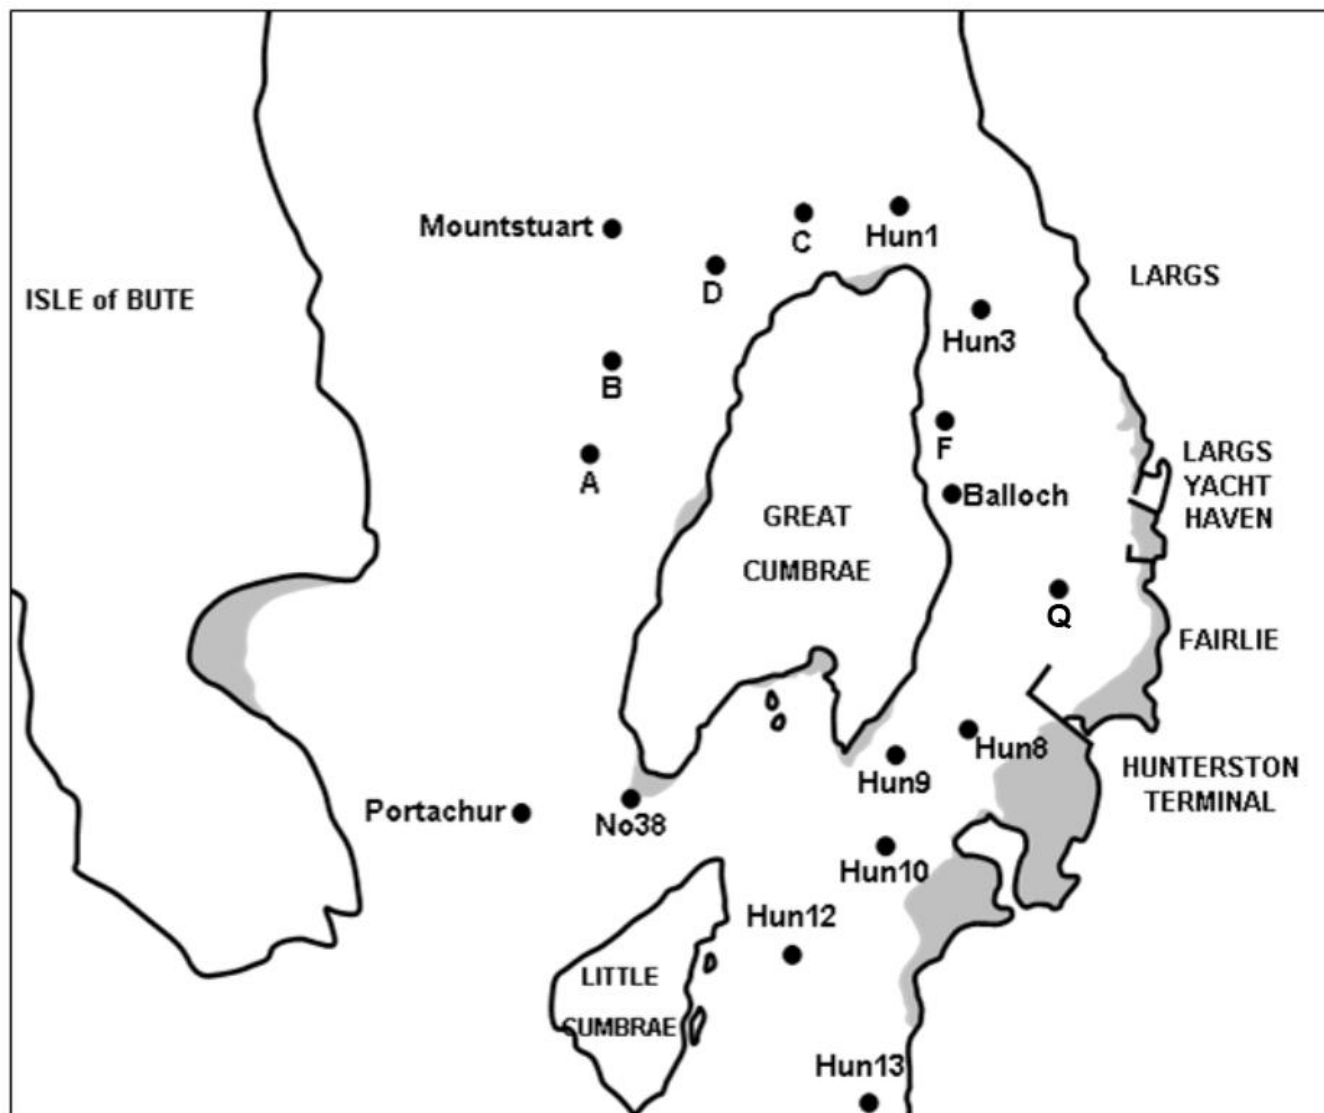 Mountstuart
C
Hun1
D
ISLE of BUTE
LARGS
Hun3
B
F
A
LARGS
YACHT
HAVEN
Balloch
GREAT
CUMBRAE
Q
FAIRLIE
Hun8
Hun9
HUNTERSTON
TERMINAL
Portachur
No38
Hun10
Hun12
LITTLE
CUMBRAE
Hun13